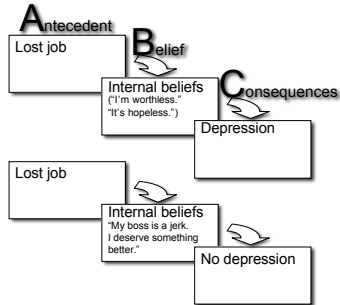 Antecedent
Lost job
Belief
Internal beliefs
("I'm worthless."
"It's hopeless.")
Consequences
Depression
Lost job
Internal beliefs
"My boss is a jerk.
I deserve something
better."
No depression